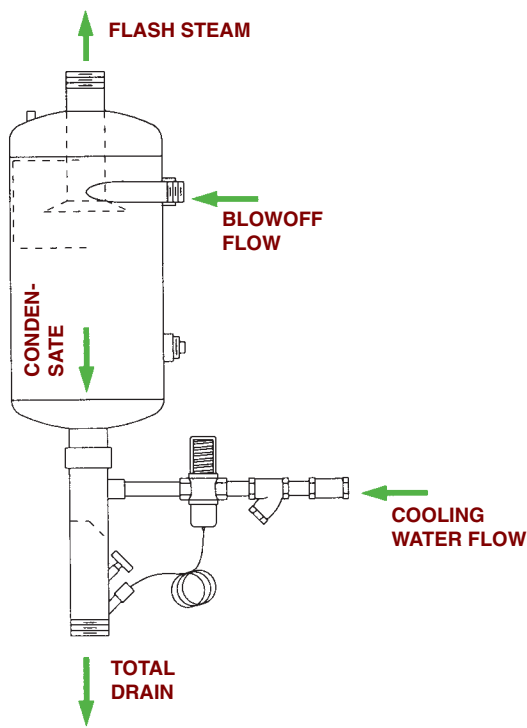 FLASH STEAM
BLOWOFF
FLOW
CONDEN-
SATE
COOLING
WATER FLOW
TOTAL
DRAIN